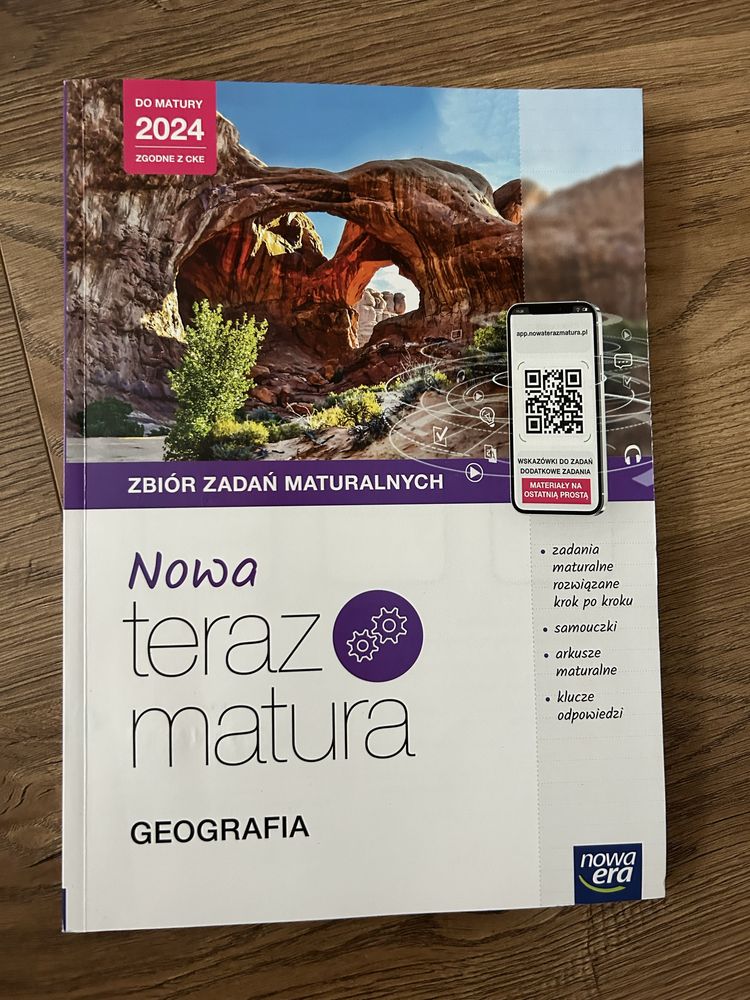 DO MATURY
2024
ZGODNE Z CKE
app.nowaterazmatura.pl
WSKAZÓWKI DO ZADAŃ
DODATKOWE ZADANIA
MATERIAŁY NA
OSTATNIĄ PROSTĄ
ZBIÓR ZADAŃ MATURALNYCH
Nowa
teraz
matura
GEOGRAFIA
• zadania
maturalne
rozwiązane
krok po kroku
• samouczki
• arkusze
maturalne
• klucze
odpowiedzi
nowa
era